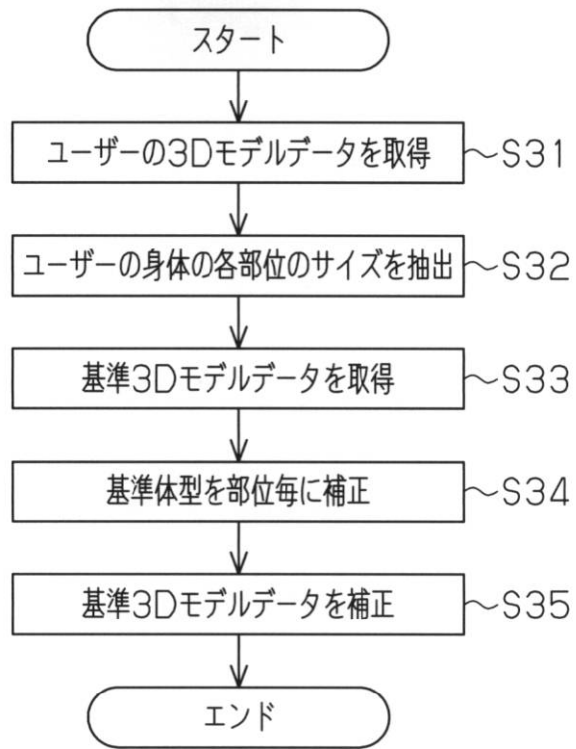 スタート
ユーザーの3Dモデルデータを取得 ~S31
ユーザーの身体の各部位のサイズを抽出 ~S32
基準3Dモデルデータを取得 ~S33
基準体型を部位毎に補正 ~S34
基準3Dモデルデータを補正 ~S35
エンド